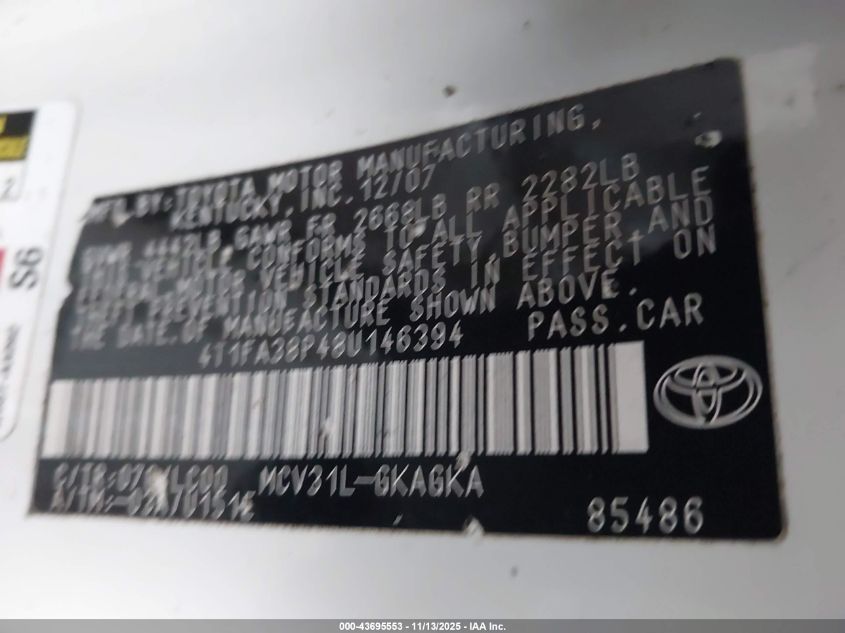 MFD.BY:TOYOTA MOTOR MANUFACTURING,
KENTUCKY, INC. 12/07
GVWR 4442LB GAWR FR 2668LB RR 2282LB
THIS VEHICLE CONFORMS TO ALL APPLICABLE
FEDERAL MOTOR VEHICLE SAFETY,BUMPER,AND
THEFT PREVENTION STANDARDS IN EFFECT ON
THE DATE OF MANUFACTURE SHOWN ABOVE.
4T1FA38P48U146394 PASS.CAR
MCV31L-GKAGKA
85486
S6
2
000-43695553 - 11/13/2025 - IAA Inc.